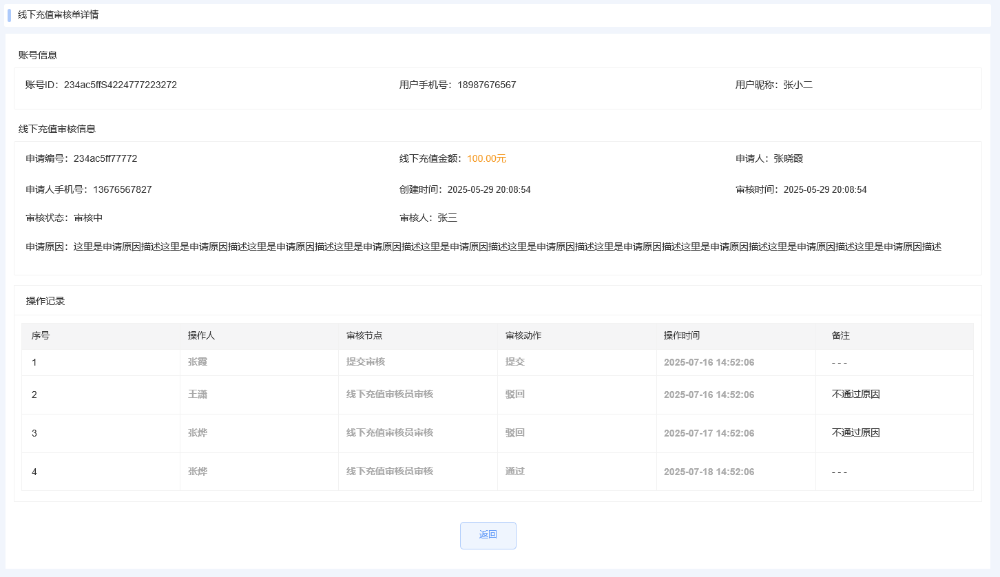 线下充值审核单详情
账号信息
账号ID：234ac5ffS4224777223272 用户手机号：18987676567 用户昵称：张小二
线下充值审核信息
申请编号：234ac5ff77772 线下充值金额：100.00元 申请人：张晓霞
申请人手机号：13676567827 创建时间：2025-05-29 20:08:54 审核时间：2025-05-29 20:08:54
审核状态：审核中 审核人：张三
申请原因：这里是申请原因描述这里是申请原因描述这里是申请原因描述这里是申请原因描述这里是申请原因描述这里是申请原因描述这里是申请原因描述这里是申请原因描述这里是申请原因描述这里是申请原因描述
操作记录
序号 操作人 审核节点 审核动作 操作时间 备注
1 张霞 提交审核 提交 2025-07-16 14:52:06 - - -
2 王潇 线下充值审核员审核 驳回 2025-07-16 14:52:06 不通过原因
3 张烨 线下充值审核员审核 驳回 2025-07-17 14:52:06 不通过原因
4 张烨 线下充值审核员审核 通过 2025-07-18 14:52:06 - - -
返回